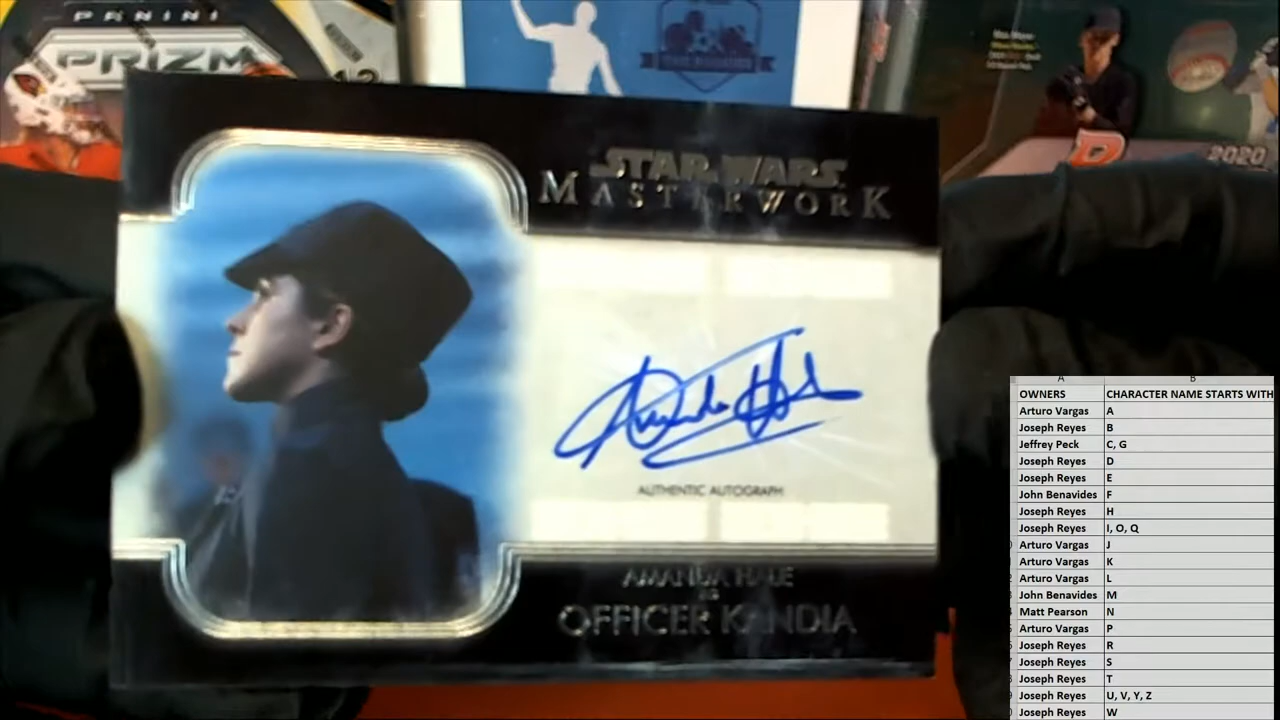 PANINI
PRIZM
2020
STAR WARS
MASTERWORK
Amanda Hale
AUTHENTIC AUTOGRAPH
AMANDA HALE
AS
OFFICER KANDIA
A B
OWNERS CHARACTER NAME STARTS WITH
Arturo Vargas A
Joseph Reyes B
Jeffrey Peck C, G
Joseph Reyes D
Joseph Reyes E
John Benavides F
Joseph Reyes H
Joseph Reyes I, O, Q
Arturo Vargas J
Arturo Vargas K
Arturo Vargas L
John Benavides M
Matt Pearson N
Arturo Vargas P
Joseph Reyes R
Joseph Reyes S
Joseph Reyes T
Joseph Reyes U, V, Y, Z
Joseph Reyes W